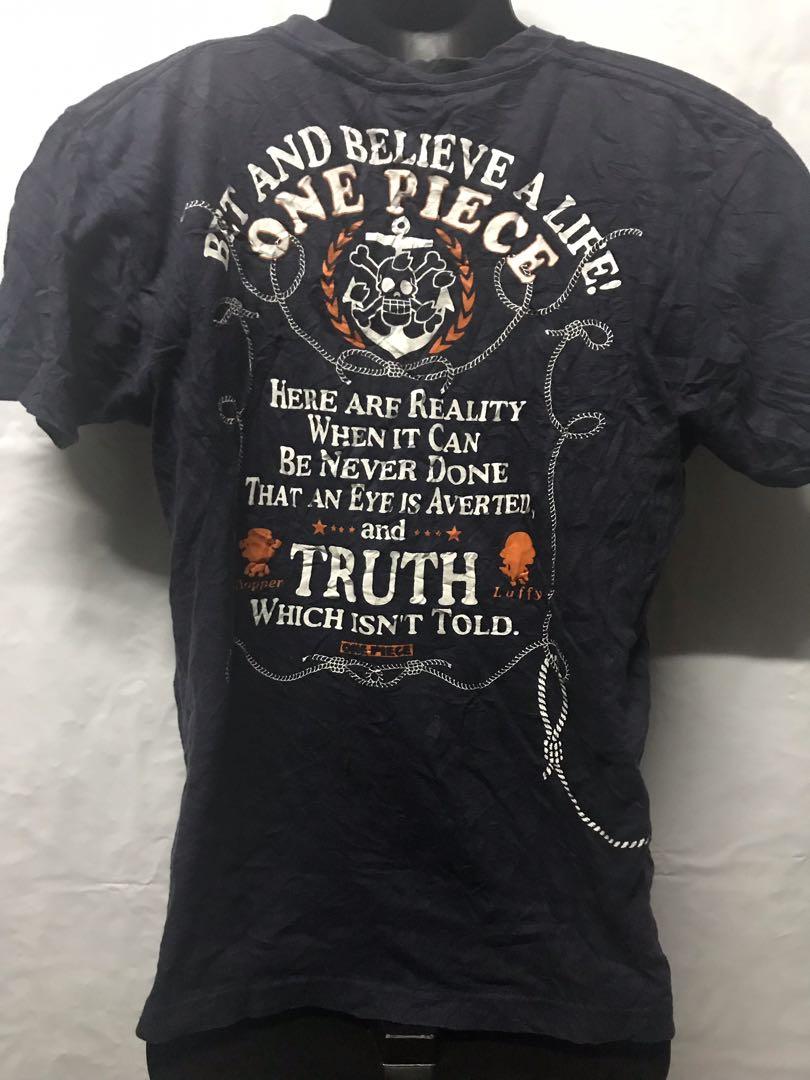 BET AND BELIEVE A LIFE!
ONE PIECE
HERE ARE REALITY
WHEN IT CAN
BE NEVER DONE
THAT AN EYE IS AVERTED,
and
TRUTH
Chopper
Luffy
WHICH ISN'T TOLD.
ONE-PIECE